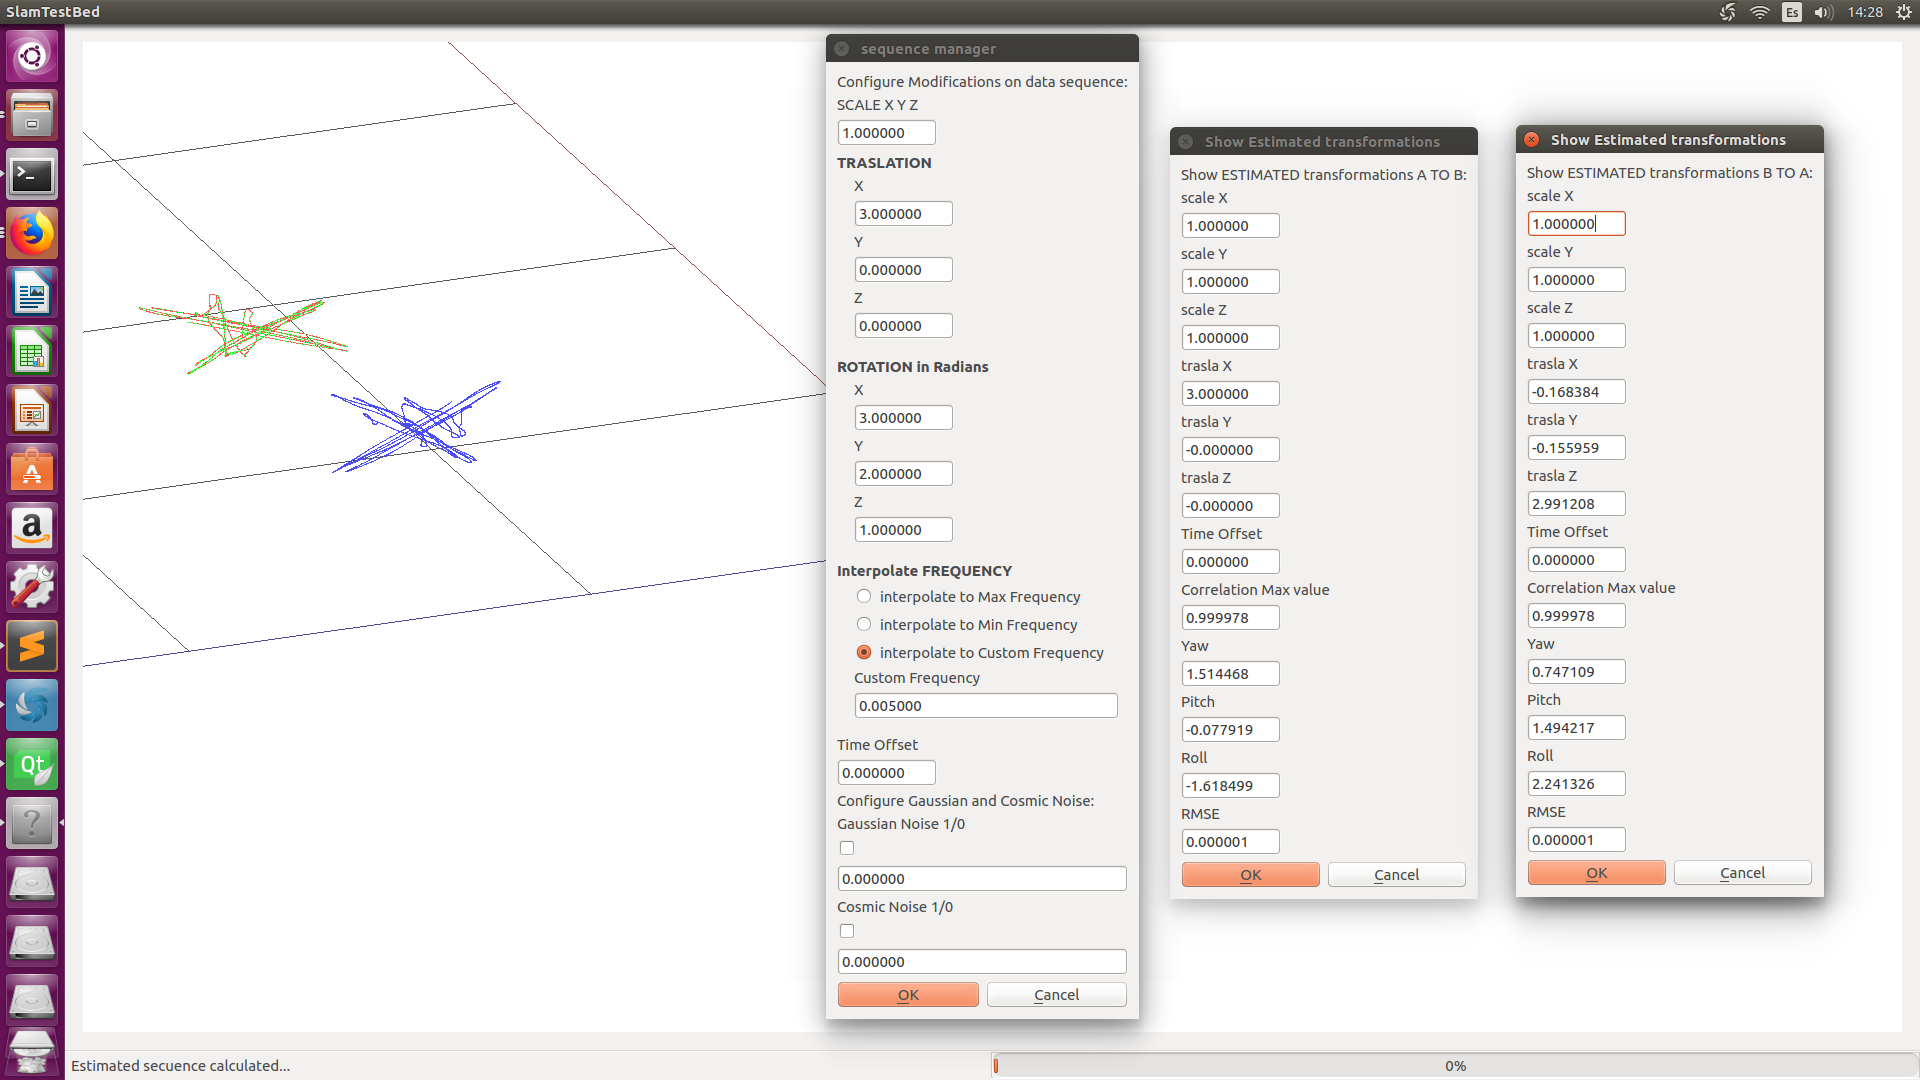 SlamTestBed
Es
14:28
sequence manager
Configure Modifications on data sequence:
SCALE X Y Z
1.000000
TRASLATION
X
3.000000
Y
0.000000
Z
0.000000
ROTATION in Radians
X
3.000000
Y
2.000000
Z
1.000000
Interpolate FREQUENCY
interpolate to Max Frequency
interpolate to Min Frequency
interpolate to Custom Frequency
Custom Frequency
0.005000
Time Offset
0.000000
Configure Gaussian and Cosmic Noise:
Gaussian Noise 1/0
0.000000
Cosmic Noise 1/0
0.000000
OK
Cancel
Show Estimated transformations
Show ESTIMATED transformations A TO B:
scale X
1.000000
scale Y
1.000000
scale Z
1.000000
trasla X
3.000000
trasla Y
-0.000000
trasla Z
-0.000000
Time Offset
0.000000
Correlation Max value
0.999978
Yaw
1.514468
Pitch
-0.077919
Roll
-1.618499
RMSE
0.000001
OK
Cancel
Show Estimated transformations
Show ESTIMATED transformations B TO A:
scale X
1.000000
scale Y
1.000000
scale Z
1.000000
trasla X
-0.168384
trasla Y
-0.155959
trasla Z
2.991208
Time Offset
0.000000
Correlation Max value
0.999978
Yaw
0.747109
Pitch
1.494217
Roll
2.241326
RMSE
0.000001
OK
Cancel
A
a
Qt
?
Estimated secuence calculated...
0%